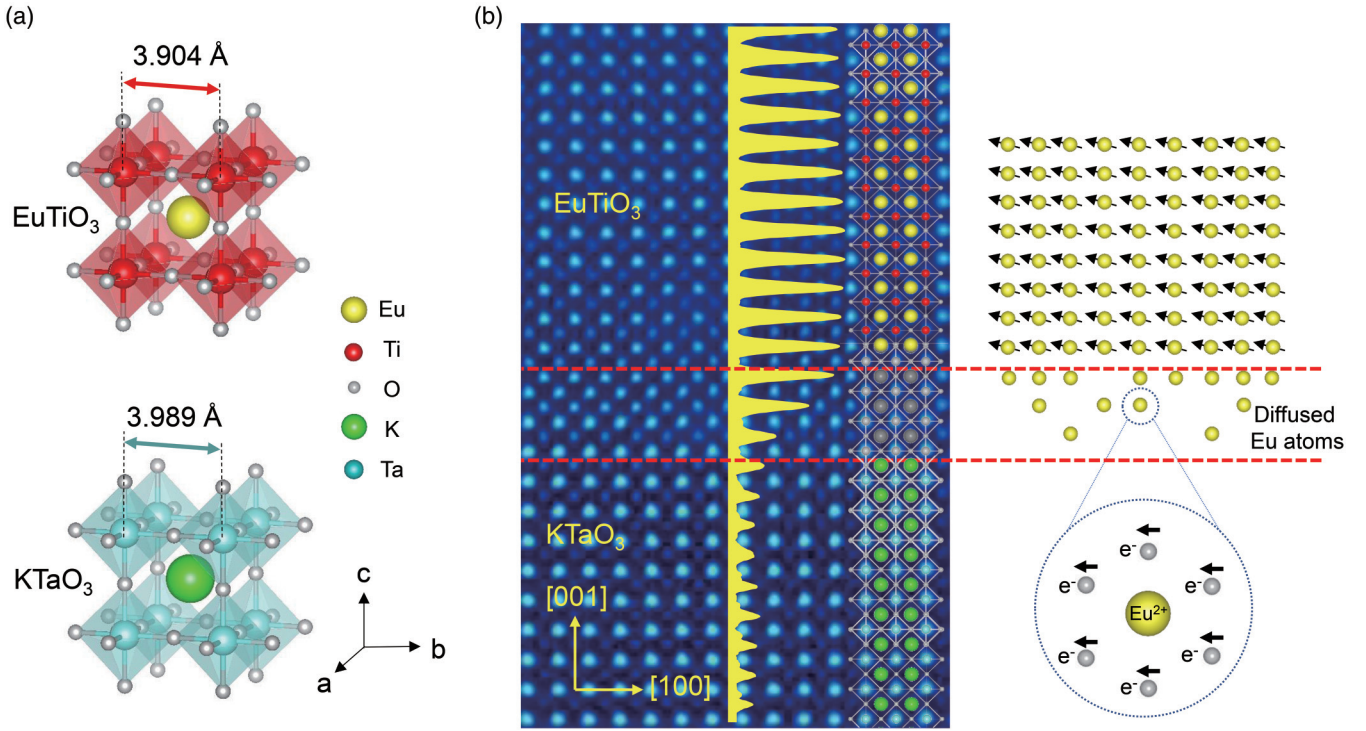 (a)
3.904 Å
EuTiO₃
Eu
Ti
O
K
Ta
3.989 Å
KTaO₃
c
b
a
(b)
EuTiO₃
KTaO₃
[001]
[100]
Diffused
Eu atoms
e⁻
e⁻
e⁻
Eu²⁺
e⁻
e⁻
e⁻